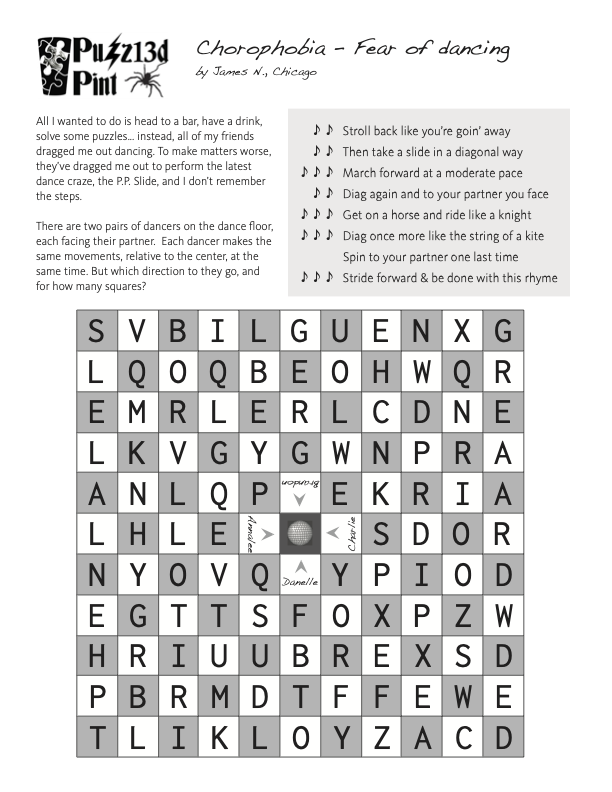 Puzzl3d
Pint
Chorophobia – Fear of dancing
by James N., Chicago
All I wanted to do is head to a bar, have a drink,
solve some puzzles... instead, all of my friends
dragged me out dancing. To make matters worse,
they've dragged me out to perform the latest
dance craze, the P.P. Slide, and I don't remember
the steps.
There are two pairs of dancers on the dance floor,
each facing their partner. Each dancer makes the
same movements, relative to the center, at the
same time. But which direction to they go, and
for how many squares?
♪ ♪ Stroll back like you're goin' away
♪ ♪ Then take a slide in a diagonal way
♪ ♪ ♪ March forward at a moderate pace
♪ Diag again and to your partner you face
♪ ♪ ♪ Get on a horse and ride like a knight
♪ ♪ ♪ Diag once more like the string of a kite
Spin to your partner one last time
♪ ♪ ♪ Stride forward & be done with this rhyme
S V B I L G U E N X G
L Q O Q B E O H W Q R
E M R L E R L C D N E
L K V G Y G W N P R A
A N L Q P Brandon E K R I A
L H L E Annalee Charlie S D O R
N Y O V Q Danelle Y P I O D
E G T T S F O X P Z W
H R I U U B R E X S D
P B R M D T F F E W E
T L I K L O Y Z A C D